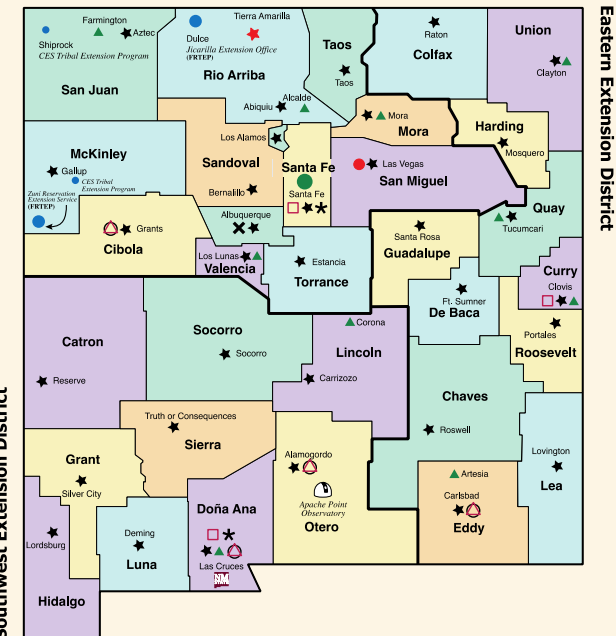 Farmington
Aztec
Shiprock
CES Tribal Extension Program
San Juan
Dulce
Jicarilla Extension Office
(FRTEP)
Tierra Amarilla
Rio Arriba
Abiquiu
Alcalde
Taos
Taos
Raton
Colfax
Union
Clayton
Eastern Extension District
McKinley
Gallup
CES Tribal
Extension Program
Zuni Reservation
Extension Service
(FRTEP)
Los Alamos
Sandoval
Bernalillo
Santa Fe
Santa Fe
Mora
Mora
Harding
Mosquero
Las Vegas
San Miguel
Quay
Tucumcari
Grants
Cibola
Albuquerque
Los Lunas
Valencia
Estancia
Torrance
Santa Rosa
Guadalupe
Curry
Clovis
Ft. Sumner
De Baca
Portales
Roosevelt
Catron
Reserve
Socorro
Socorro
Corona
Lincoln
Carrizozo
Chaves
Roswell
Southwest Extension District
Truth or Consequences
Sierra
Grant
Silver City
Alamogordo
Apache Point
Observatory
Otero
Artesia
Carlsbad
Eddy
Lovington
Lea
Lordsburg
Hidalgo
Deming
Luna
Doña Ana
Las Cruces
NM